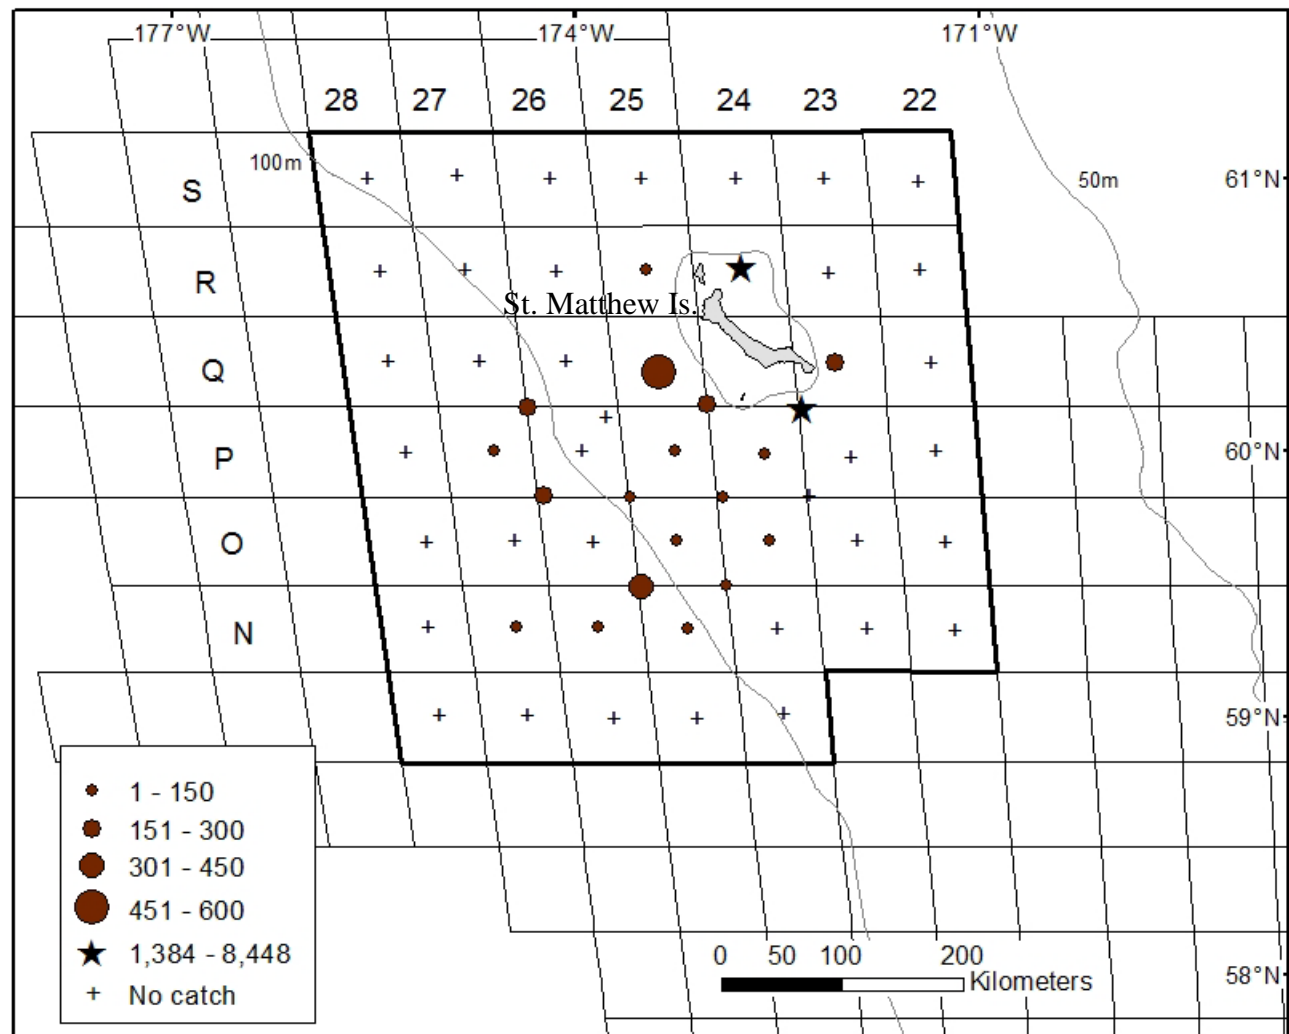 177°W 174°W 171°W
28 27 26 25 24 23 22
100m
S
50m
61°N
R
St. Matthew Is.
Q
P
60°N
O
N
59°N
1 - 150
151 - 300
301 - 450
451 - 600
1,384 - 8,448
No catch
0 50 100 200
Kilometers
58°N